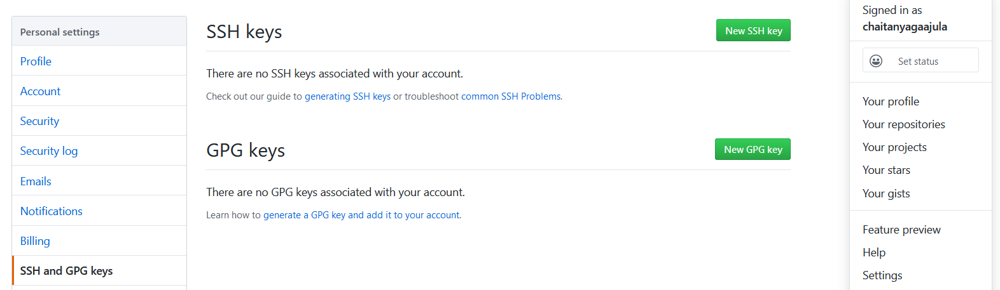 Personal settings
Profile
Account
Security
Security log
Emails
Notifications
Billing
SSH and GPG keys
SSH keys
New SSH key
There are no SSH keys associated with your account.
Check out our guide to generating SSH keys or troubleshoot common SSH Problems.
GPG keys
New GPG key
There are no GPG keys associated with your account.
Learn how to generate a GPG key and add it to your account.
Signed in as
chaitanyagaajula
Set status
Your profile
Your repositories
Your projects
Your stars
Your gists
Feature preview
Help
Settings